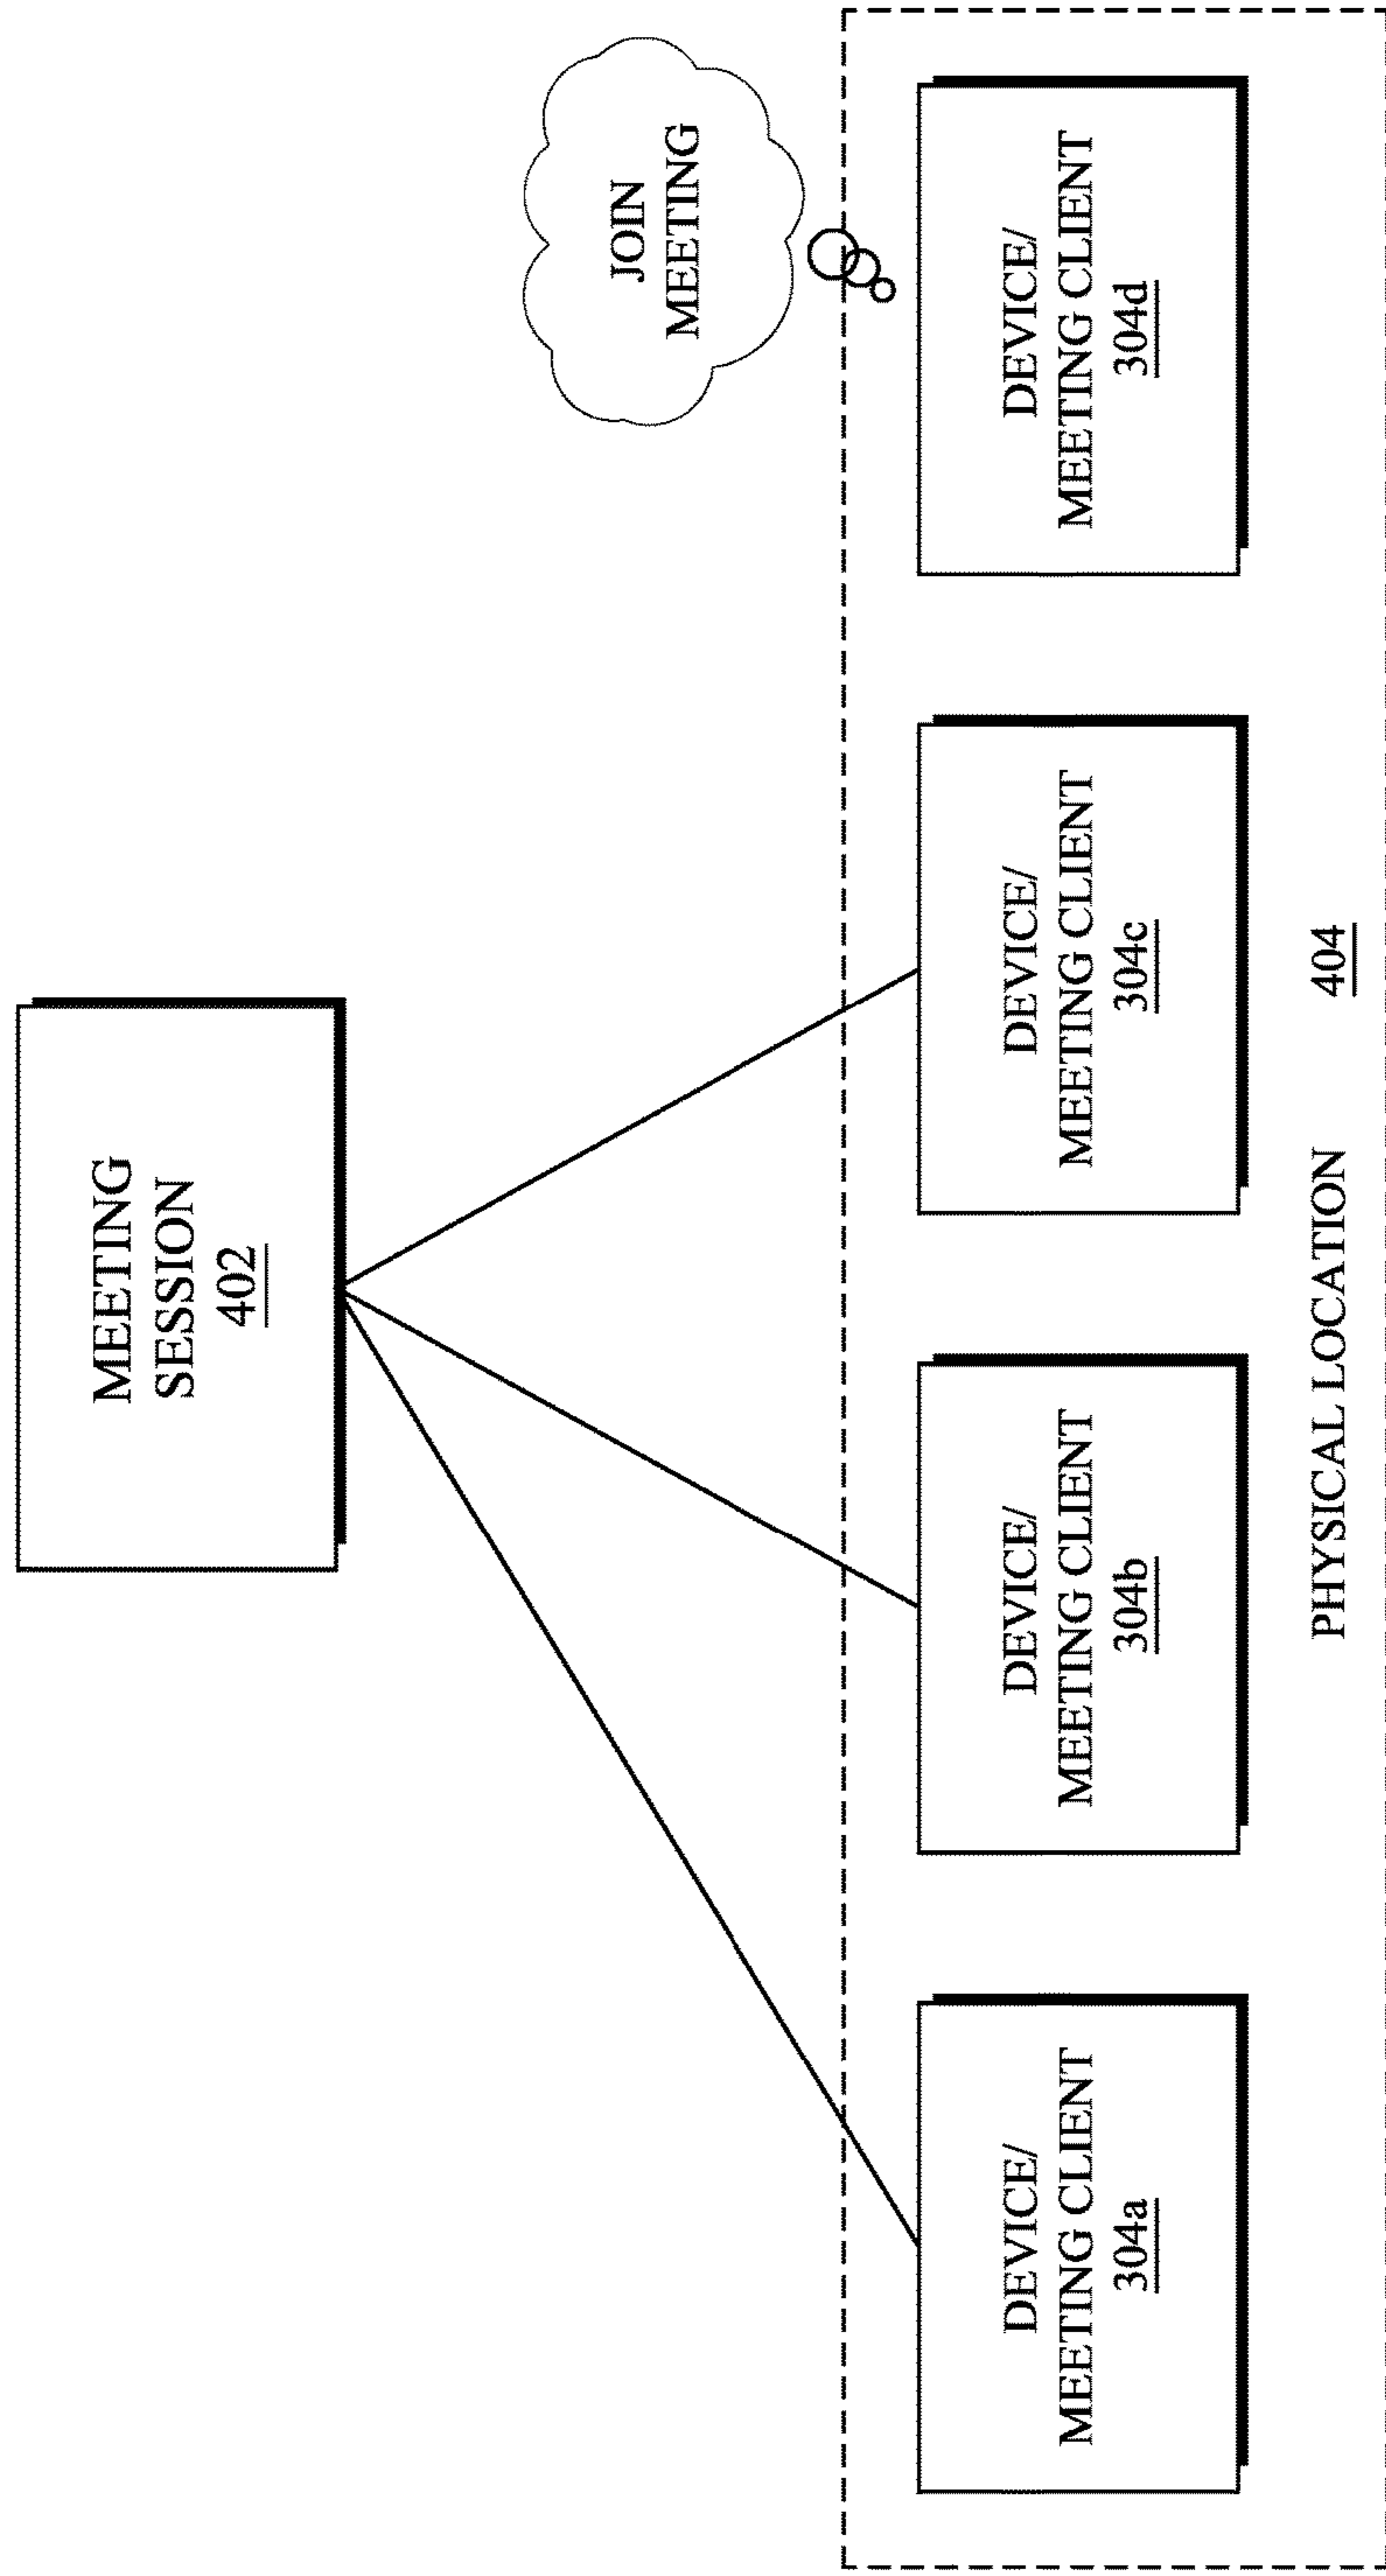 MEETING
SESSION
402
JOIN
MEETING
DEVICE/
MEETING CLIENT
304a
DEVICE/
MEETING CLIENT
304b
DEVICE/
MEETING CLIENT
304c
DEVICE/
MEETING CLIENT
304d
PHYSICAL LOCATION 404